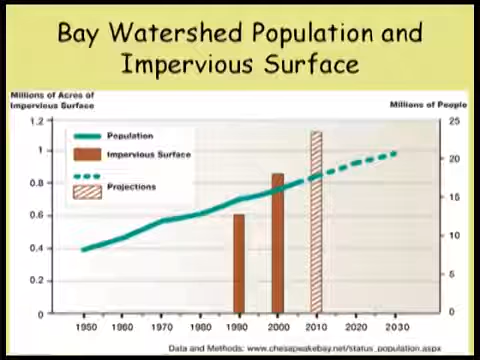 Bay Watershed Population and
Impervious Surface
Millions of Acres of
Impervious Surface
Millions of People
1.2
1
0.8
0.6
0.4
0.2
0
Population
Impervious Surface
Projections
25
20
15
10
5
0
1950 1960 1970 1980 1990 2000 2010 2020 2030
Data and Methods: www.chesapeakebay.net/status_population.aspx